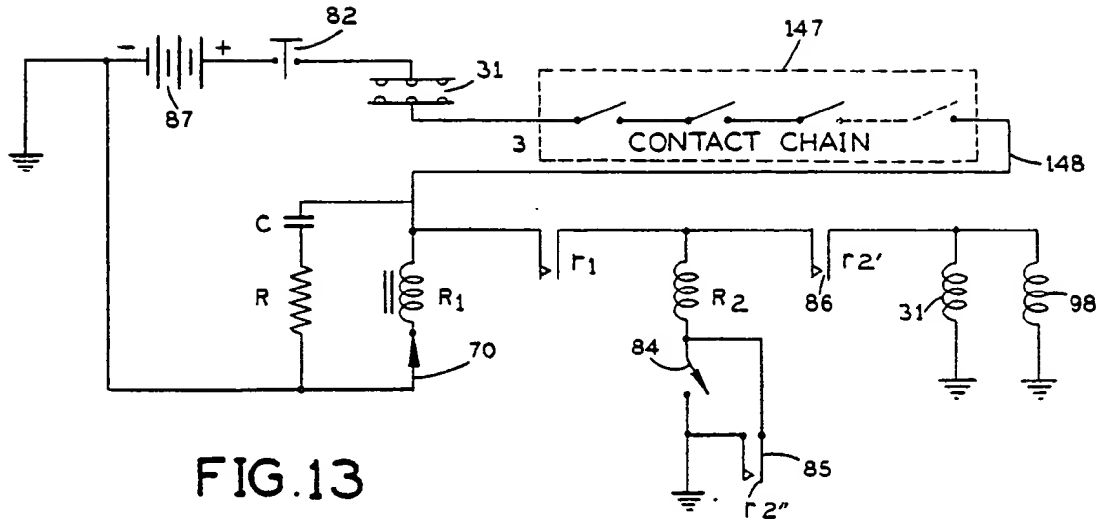 82
147
- +
31
87
3 CONTACT CHAIN
148
C
r1
r2'
R R1
R2
86
31
98
70
84
85
FIG.13
r2"